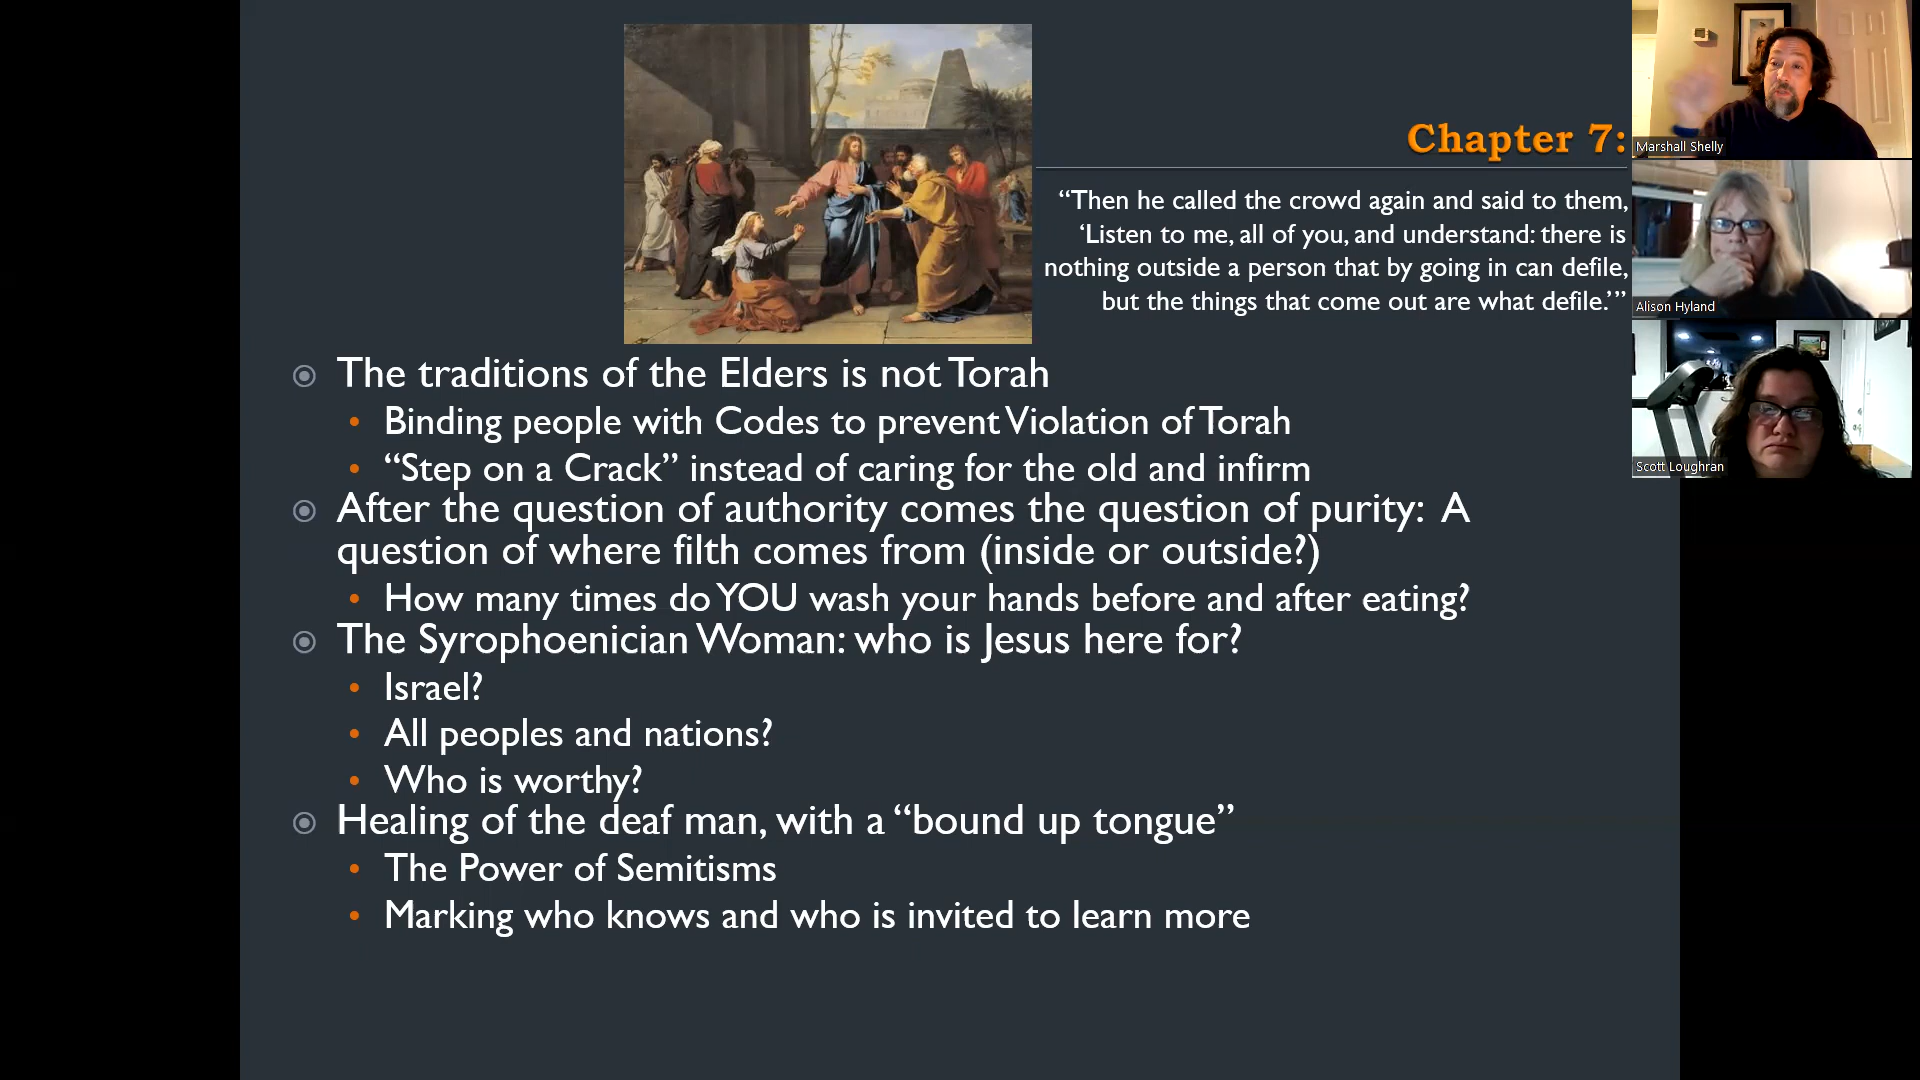 Chapter 7:
“Then he called the crowd again and said to them,
‘Listen to me, all of you, and understand: there is
nothing outside a person that by going in can defile,
but the things that come out are what defile.’”
The traditions of the Elders is not Torah
Binding people with Codes to prevent Violation of Torah
“Step on a Crack” instead of caring for the old and infirm
After the question of authority comes the question of purity: A
question of where filth comes from (inside or outside?)
How many times do YOU wash your hands before and after eating?
The Syrophoenician Woman: who is Jesus here for?
Israel?
All peoples and nations?
Who is worthy?
Healing of the deaf man, with a “bound up tongue”
The Power of Semitisms
Marking who knows and who is invited to learn more
Marshall Shelly
Alison Hyland
Scott Loughran